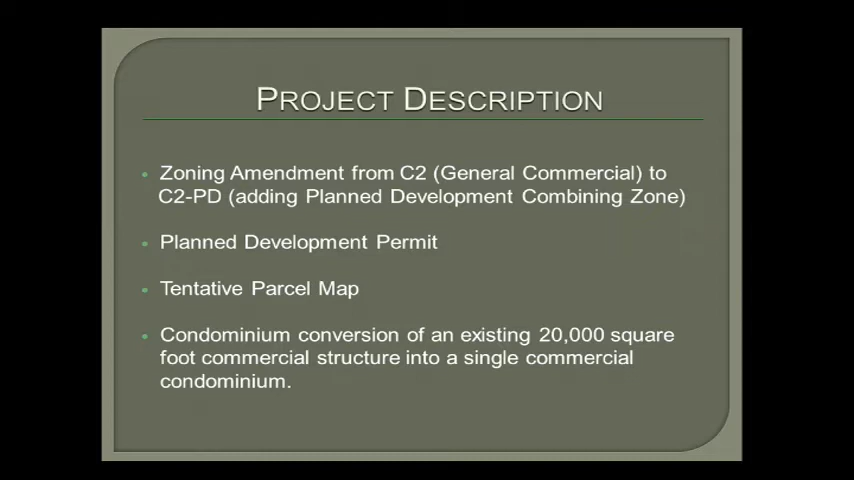 PROJECT DESCRIPTION
• Zoning Amendment from C2 (General Commercial) to
C2-PD (adding Planned Development Combining Zone)
• Planned Development Permit
• Tentative Parcel Map
• Condominium conversion of an existing 20,000 square
foot commercial structure into a single commercial
condominium.